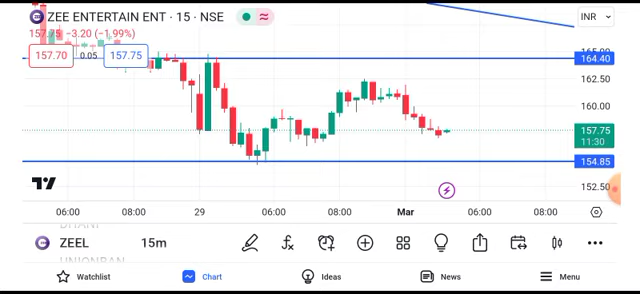 ZEE ENTERTAIN ENT · 15 · NSE
INR
157.75 −3.20 (−1.99%)
157.70 0.05 157.75
165.00
164.40
162.50
160.00
157.75
11:30
154.85
152.50
06:00 08:00 29 06:00 08:00 Mar 06:00 08:00
ZEEL 15m
UNIONBAN
Watchlist Chart Ideas News Menu